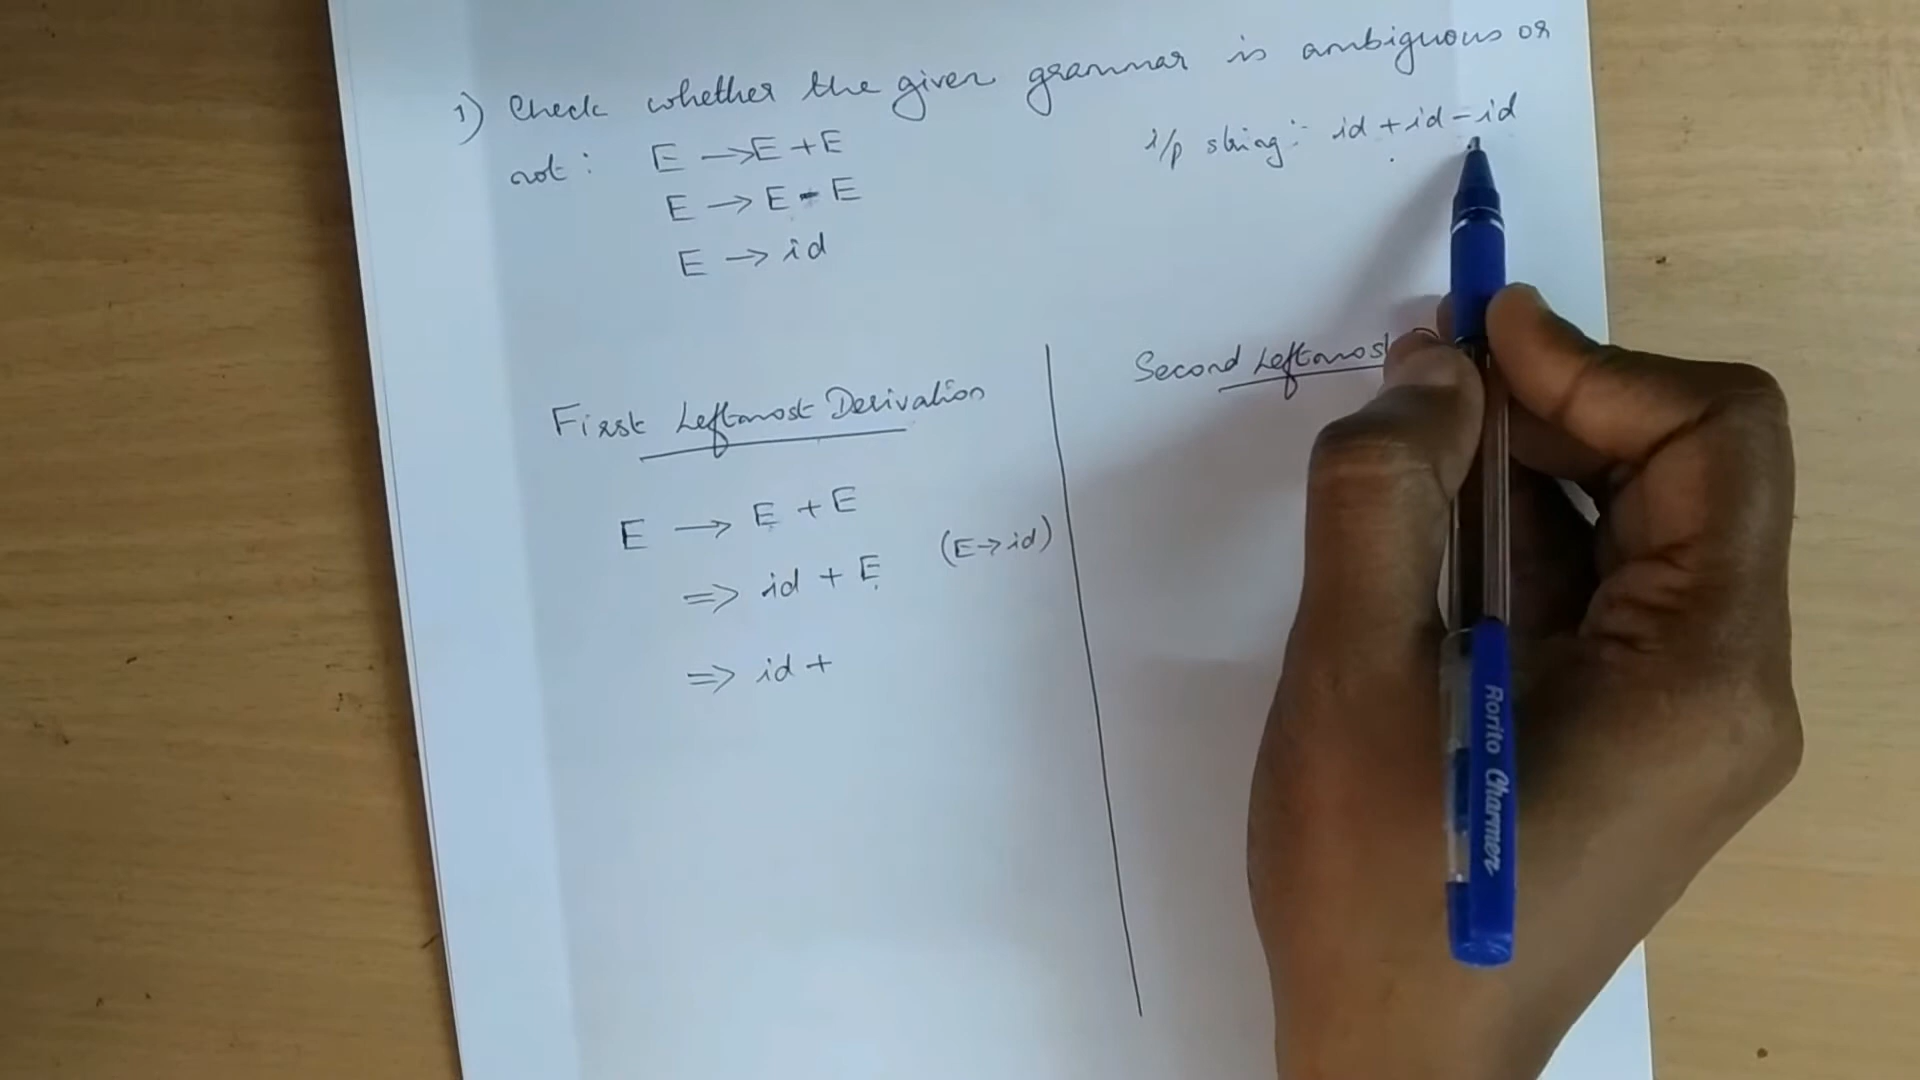 1) Check whether the given grammar is ambiguous or
not : E → E + E
i/p string :- id + id - id
E → E - E
E → id
First Leftmost Derivation
E → E + E
⇒ id + E (E → id)
⇒ id +
Second Leftmost
Rorito Charmer